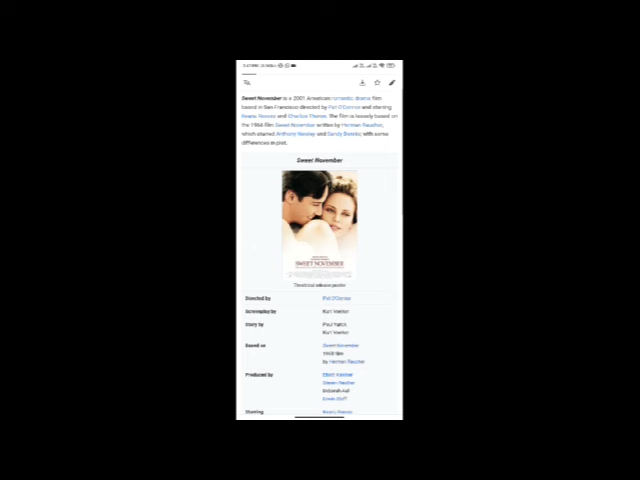 Sweet November is a 2001 American romantic drama film
based in San Francisco directed by Pat O'Connor and starring
Keanu Reeves and Charlize Theron. The film is loosely based on
the 1968 film Sweet November written by Herman Raucher,
which starred Anthony Newley and Sandy Dennis; with some
differences in plot.
Sweet November
SWEET NOVEMBER
Theatrical release poster
Directed by Pat O'Connor
Screenplay by Kurt Voelker
Story by Paul Yurick
Kurt Voelker
Based on Sweet November
1968 film
by Herman Raucher
Produced by Elliott Kastner
Steven Reuther
Deborah Aal
Erwin Stoff
Starring Keanu Reeves